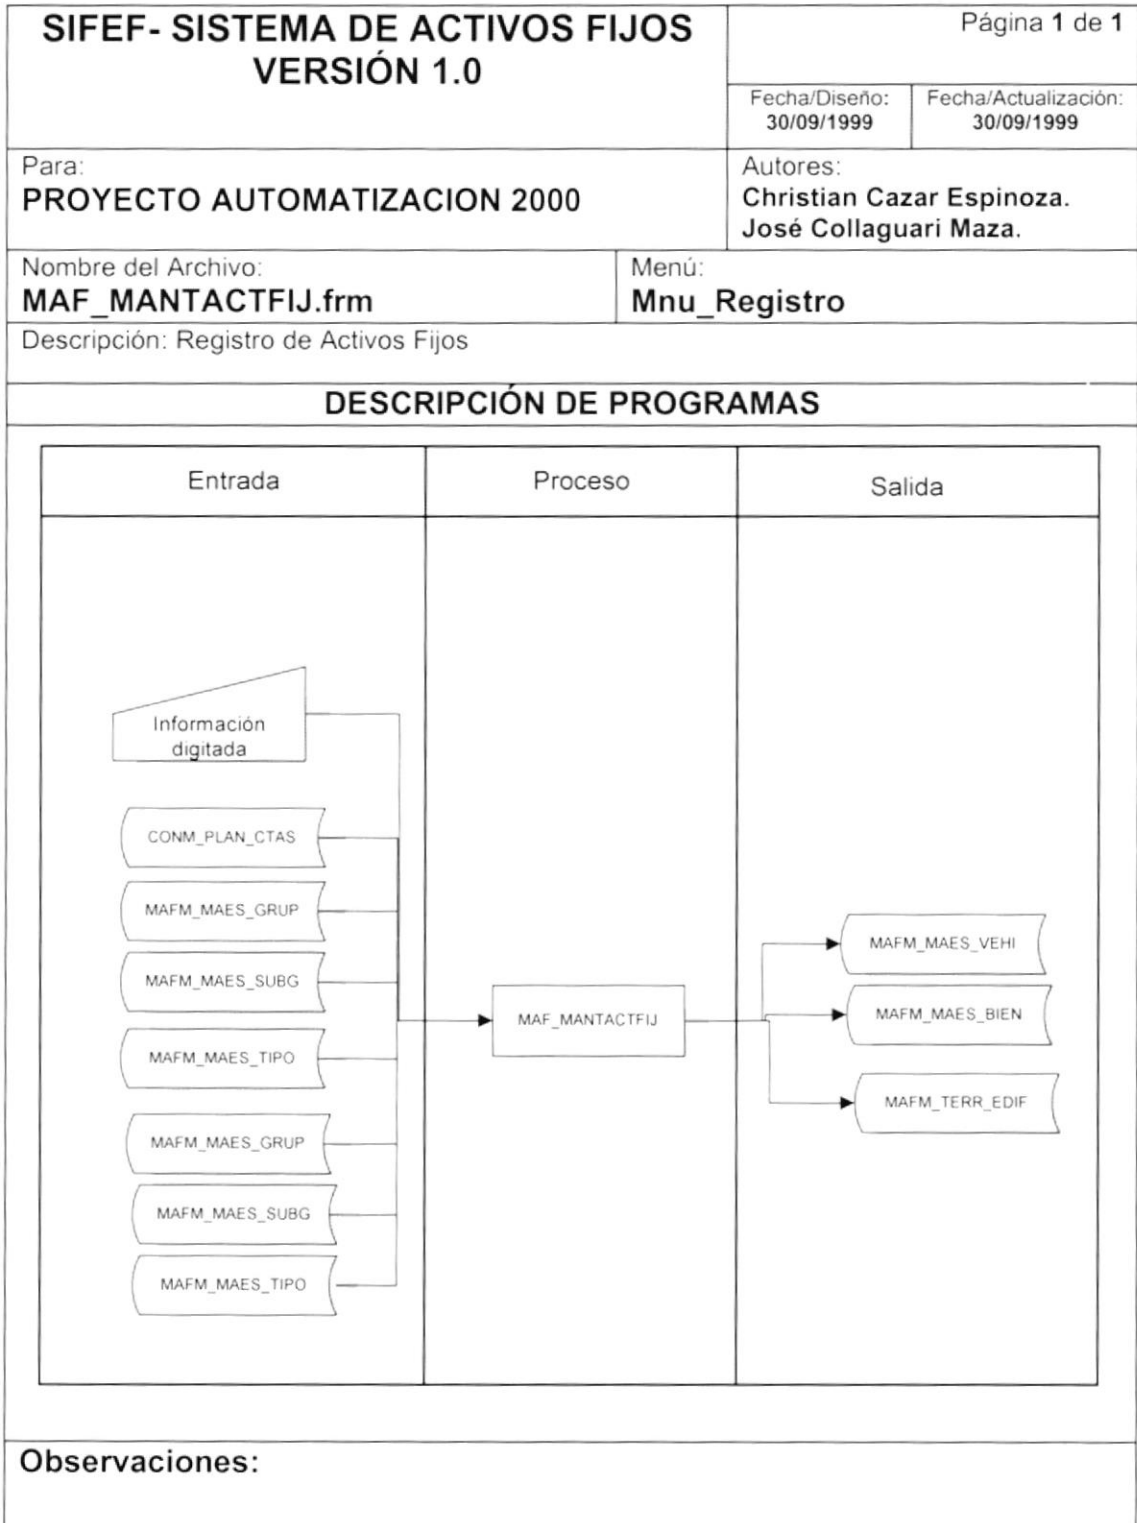 SIFEF- SISTEMA DE ACTIVOS FIJOS
VERSIÓN 1.0
Página 1 de 1
Fecha/Diseño:
30/09/1999
Fecha/Actualización:
30/09/1999
Para:
PROYECTO AUTOMATIZACION 2000
Autores:
Christian Cazar Espinoza.
José Collaguari Maza.
Nombre del Archivo:
MAF_MANTACTFIJ.frm
Menú:
Mnu_Registro
Descripción: Registro de Activos Fijos
DESCRIPCIÓN DE PROGRAMAS
Entrada
Proceso
Salida
Información
digitada
CONM_PLAN_CTAS
MAFM_MAES_GRUP
MAFM_MAES_SUBG
MAFM_MAES_TIPO
MAFM_MAES_GRUP
MAFM_MAES_SUBG
MAFM_MAES_TIPO
MAF_MANTACTFIJ
MAFM_MAES_VEHI
MAFM_MAES_BIEN
MAFM_TERR_EDIF
Observaciones: